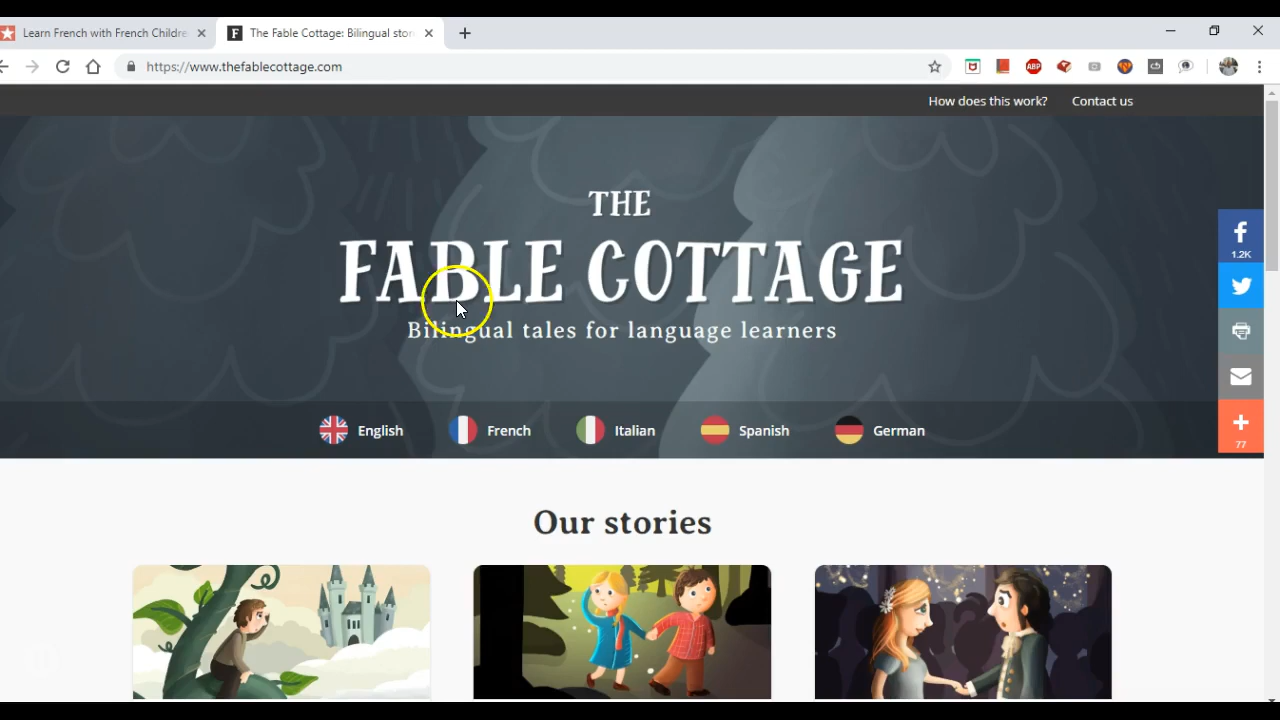 Learn French with French Childre
The Fable Cottage: Bilingual stor
https://www.thefablecottage.com
ABP
How does this work? Contact us
THE
FABLE COTTAGE
Bilingual tales for language learners
1.2K
77
English French Italian Spanish German
Our stories